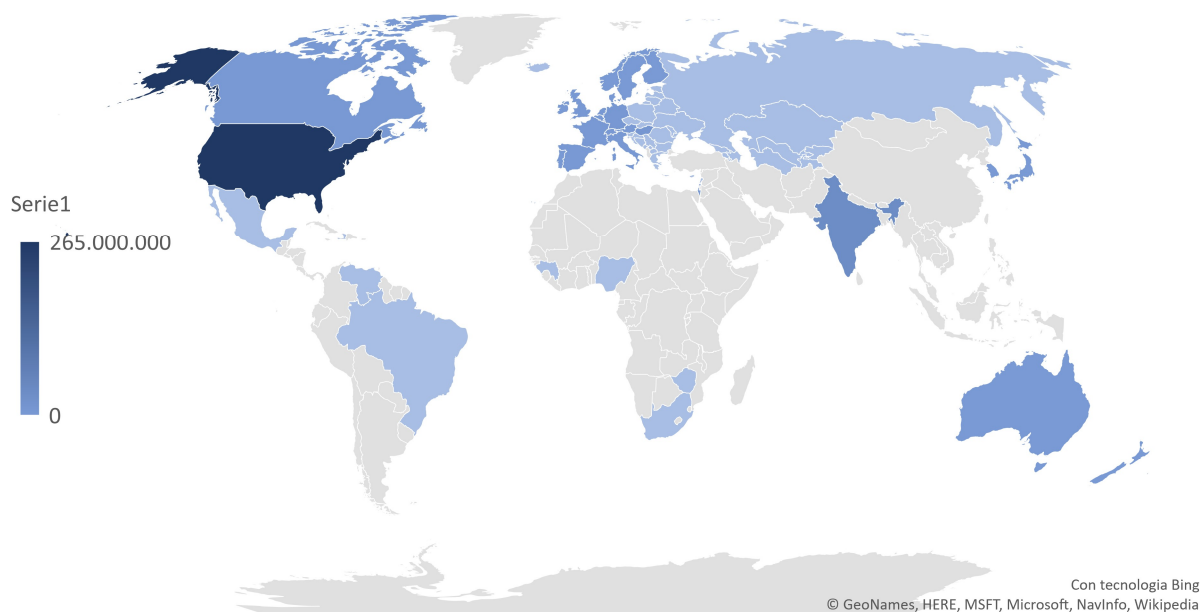 Serie1
265.000.000
0
Con tecnologia Bing
© GeoNames, HERE, MSFT, Microsoft, NavInfo, Wikipedia